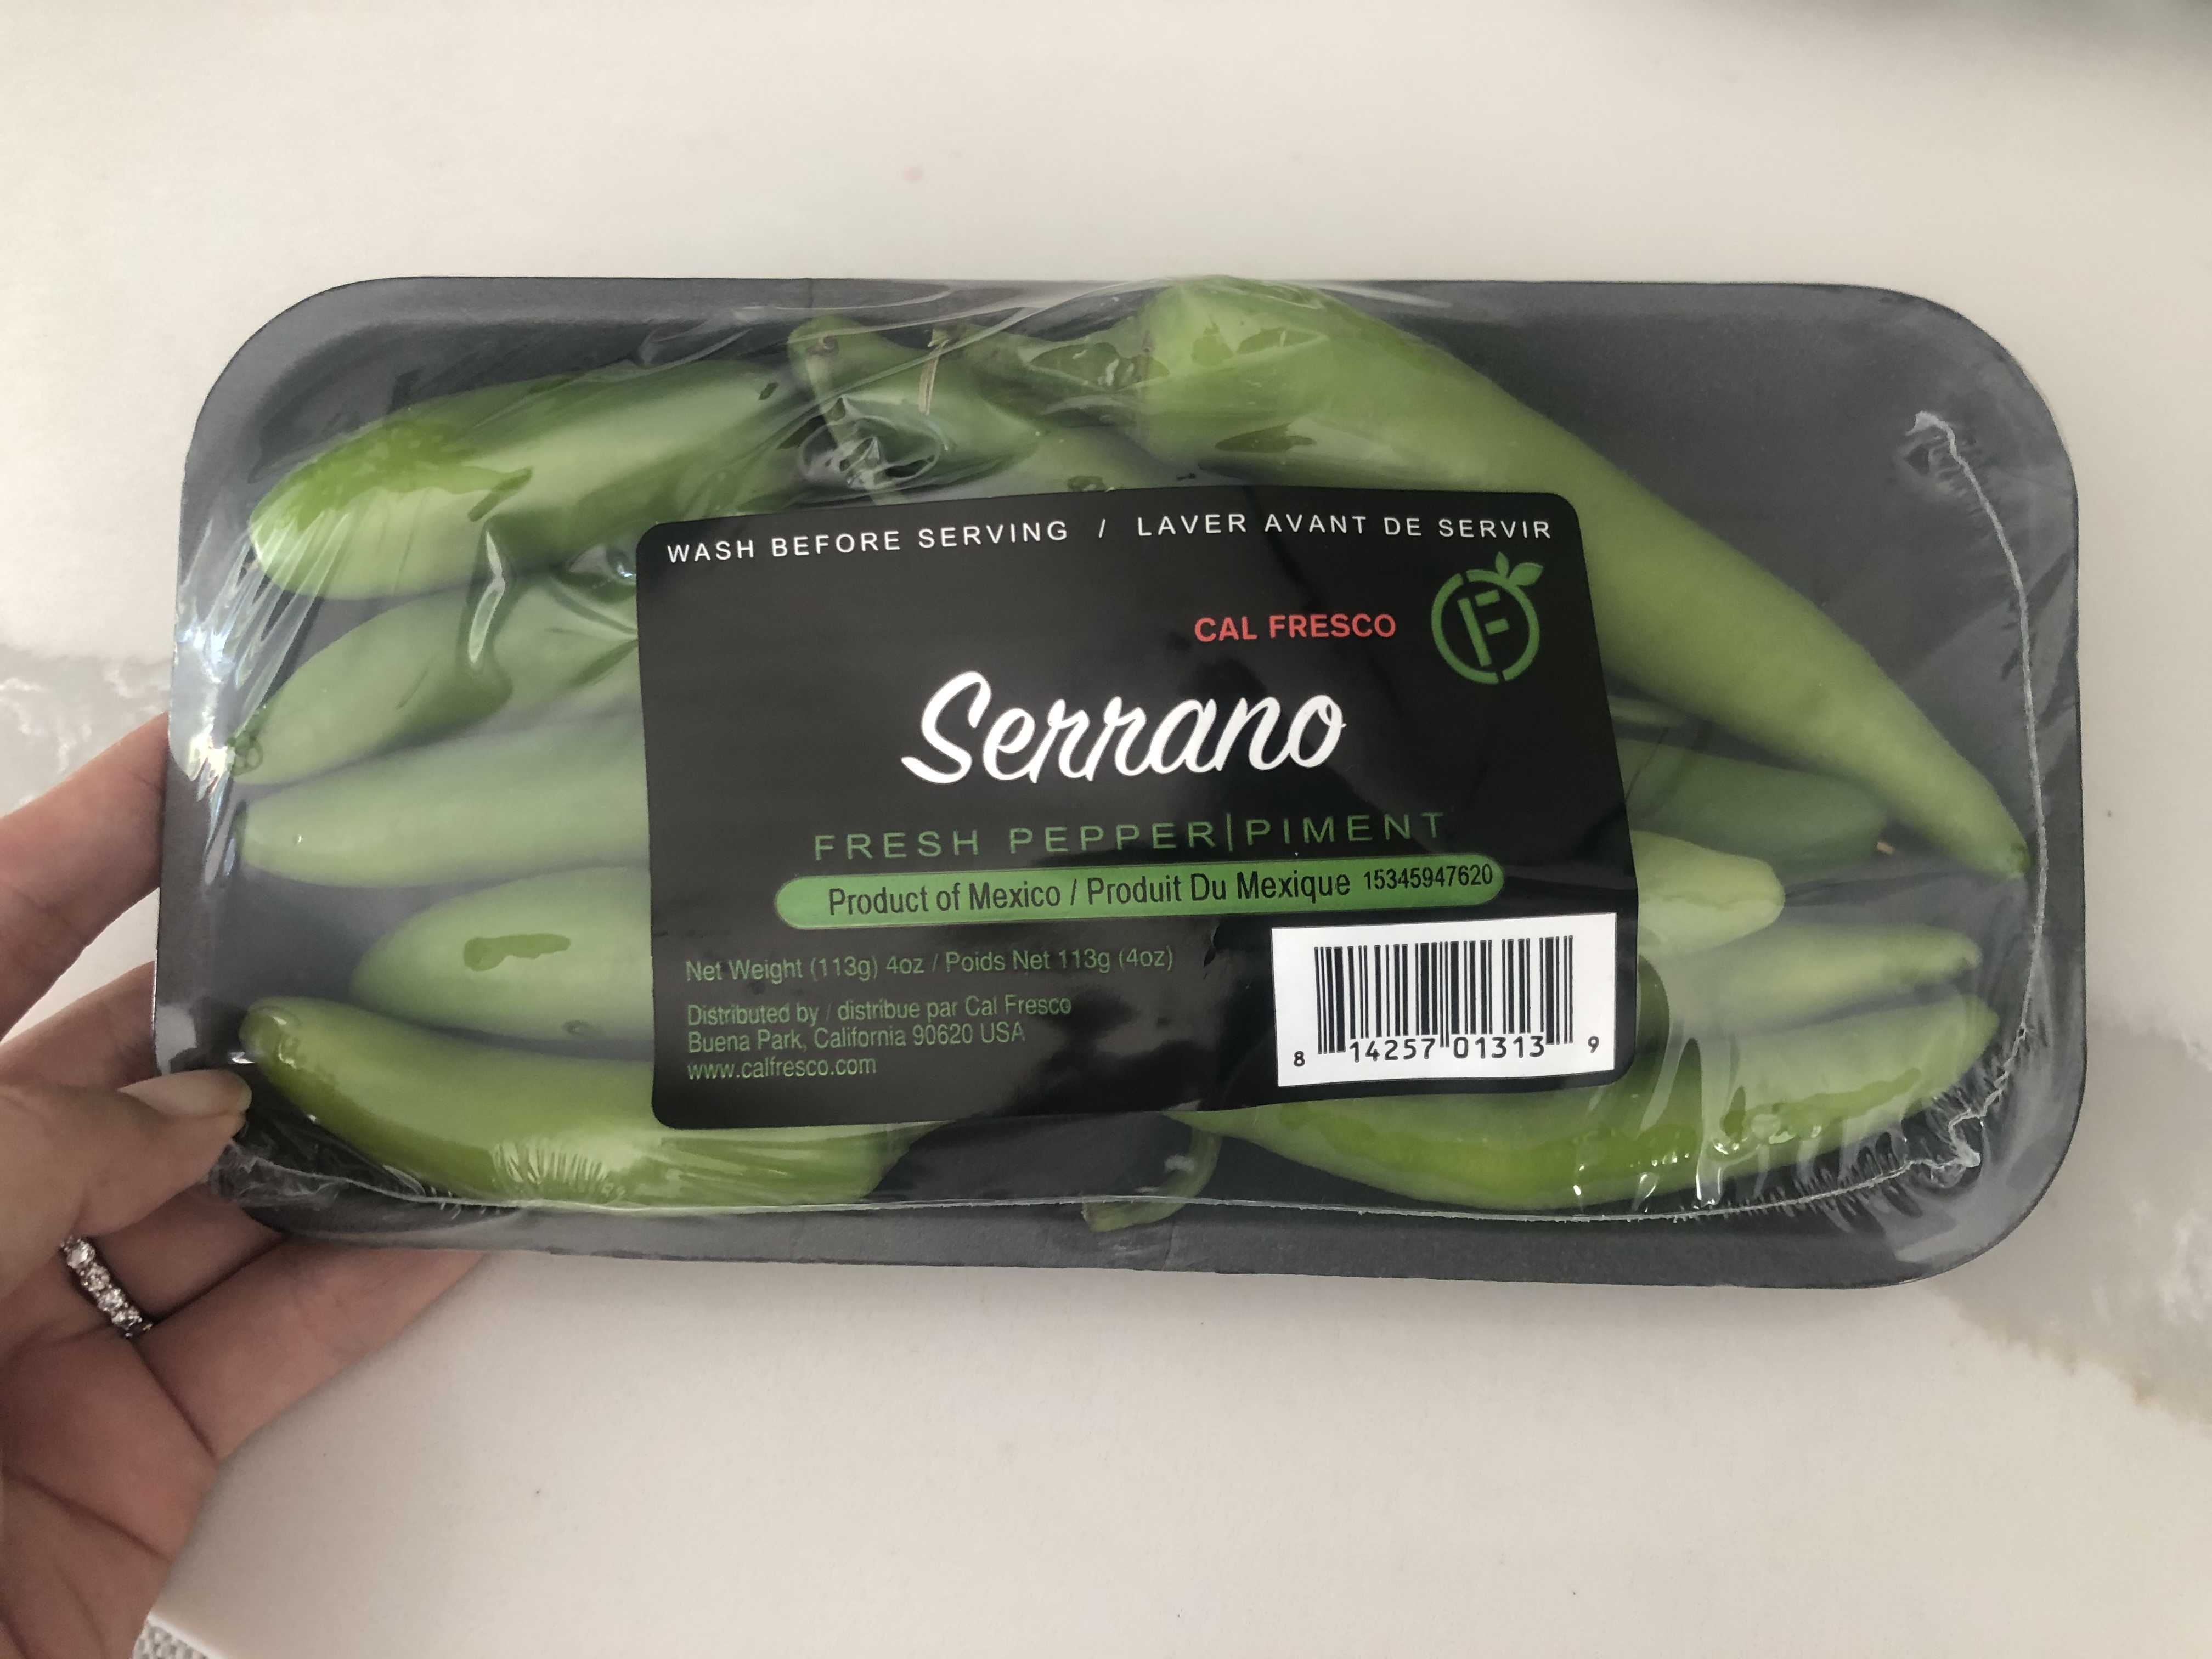 WASH BEFORE SERVING / LAVER AVANT DE SERVIR
CAL FRESCO
F
Serrano
FRESH PEPPER|PIMENT
Product of Mexico / Produit Du Mexique 15345947620
Net Weight (113g) 4oz / Poids Net 113g (4oz)
Distributed by / distribue par Cal Fresco
Buena Park, California 90620 USA
www.calfresco.com
8 14257 01313 9